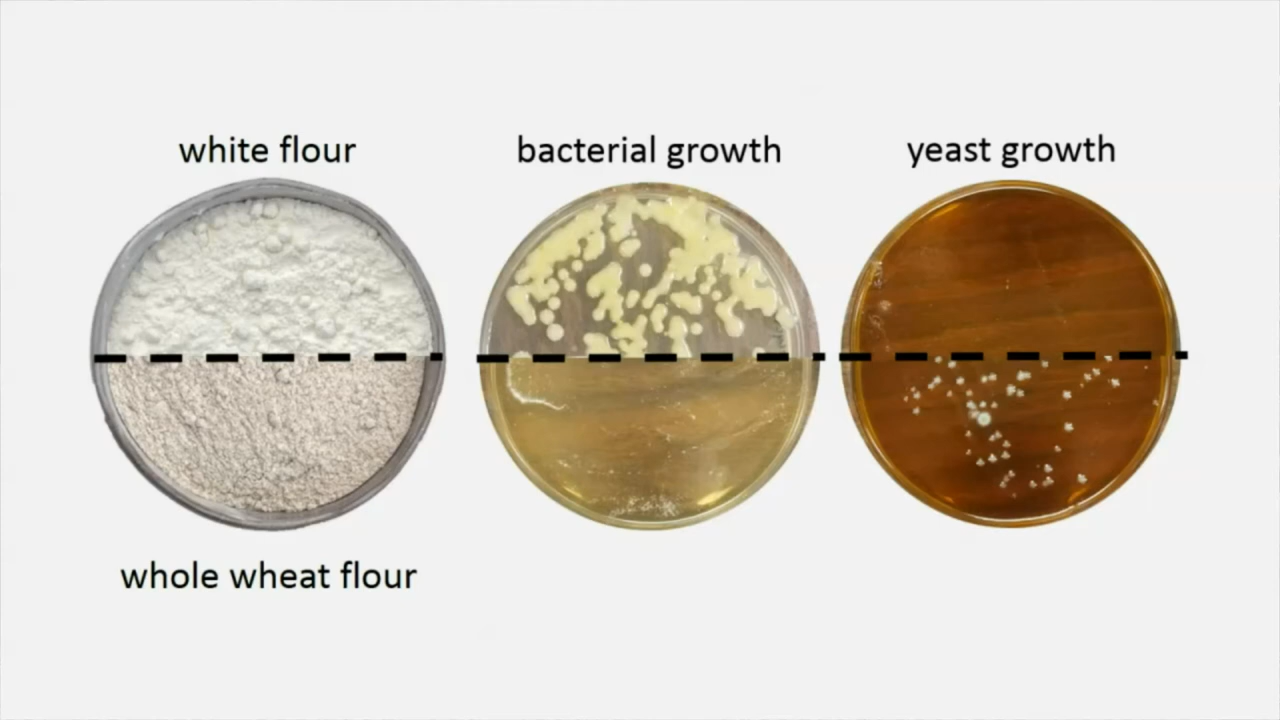 white flour
bacterial growth
yeast growth
whole wheat flour